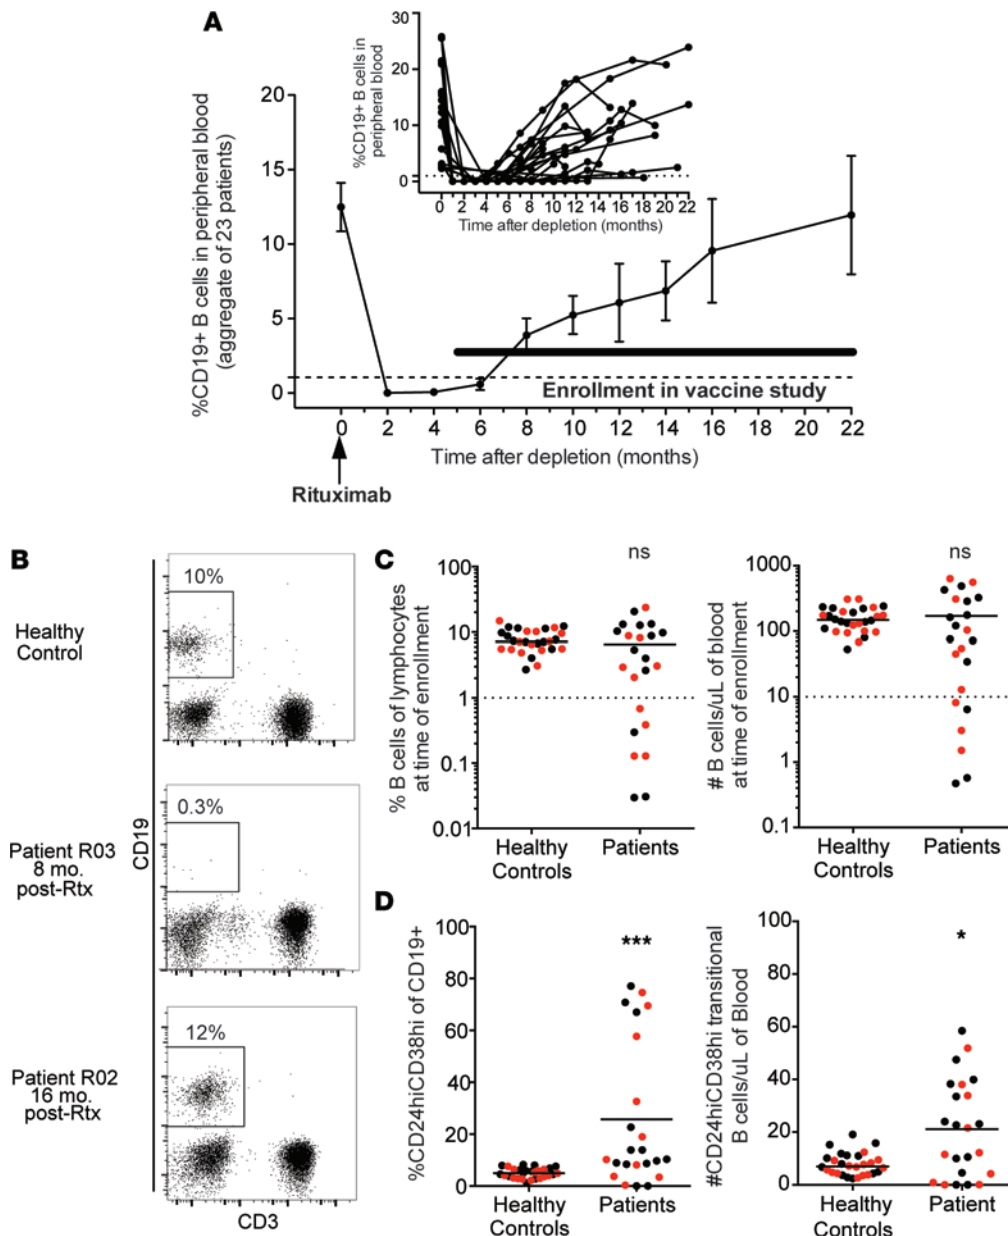 A
%CD19+ B cells in peripheral blood
(aggregate of 23 patients)
20
15
10
5
0
0 2 4 6 8 10 12 14 16 22
Time after depletion (months)
Rituximab
Enrollment in vaccine study
%CD19+ B cells in
peripheral blood
30
20
10
0
0 2 4 6 8 10 12 14 16 18 20 22
Time after depletion (months)
B
Healthy
Control
10%
Patient R03
8 mo.
post-Rtx
0.3%
Patient R02
16 mo.
post-Rtx
12%
CD19
CD3
C
% B cells of lymphocytes
at time of enrollment
100
10
1
0.1
0.01
ns
Healthy
Controls
Patients
# B cells/uL of blood
at time of enrollment
1000
100
10
1
0.1
ns
Healthy
Controls
Patients
D
%CD24hiCD38hi of CD19+
100
80
60
40
20
0
***
Healthy
Controls
Patients
#CD24hiCD38hi transitional
B cells/uL of Blood
100
80
60
40
20
0
*
Healthy
Controls
Patient